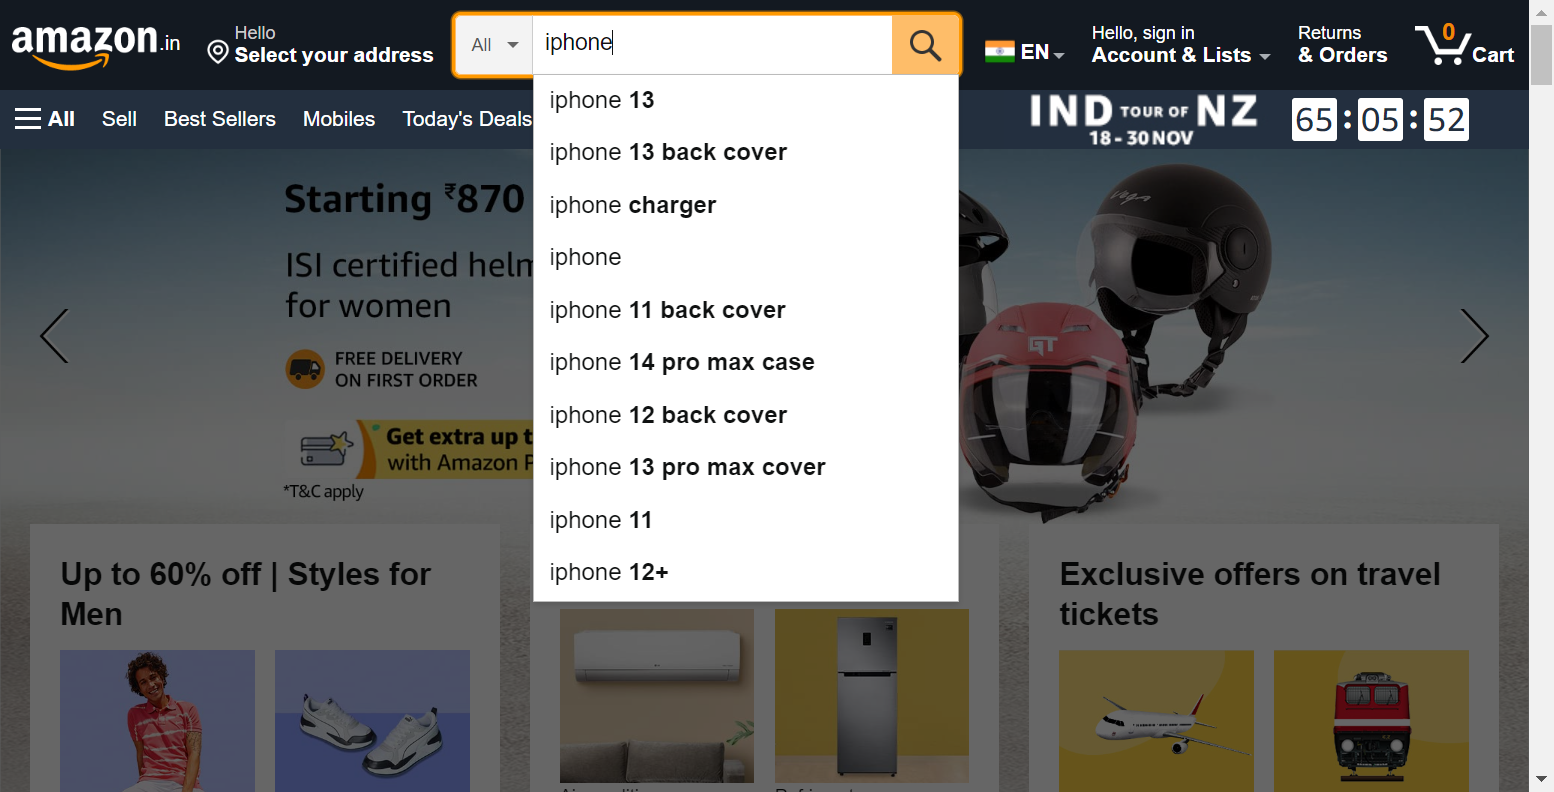 amazon.in
Hello
Select your address
All
iphone
EN
Hello, sign in
Account & Lists
Returns
& Orders
0
Cart
All
Sell
Best Sellers
Mobiles
Today's Deals
IND TOUR OF NZ
18 - 30 NOV
65:05:52
iphone 13
iphone 13 back cover
iphone charger
iphone
iphone 11 back cover
iphone 14 pro max case
iphone 12 back cover
iphone 13 pro max cover
iphone 11
iphone 12+
Starting ₹870
ISI certified helm
for women
FREE DELIVERY
ON FIRST ORDER
Get extra up t
with Amazon P
*T&C apply
Vega
GT
Up to 60% off | Styles for
Men
Exclusive offers on travel
tickets